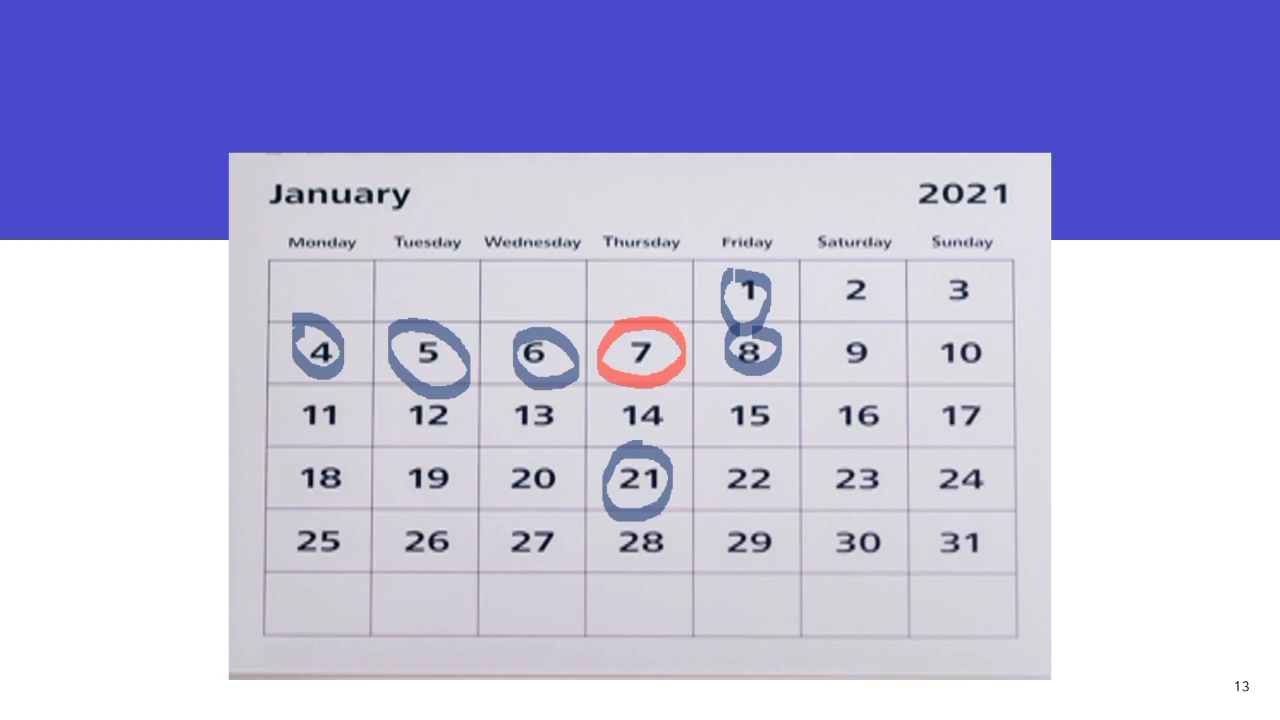 January 2021
Monday Tuesday Wednesday Thursday Friday Saturday Sunday
1 2 3
4 5 6 7 8 9 10
11 12 13 14 15 16 17
18 19 20 21 22 23 24
25 26 27 28 29 30 31
13